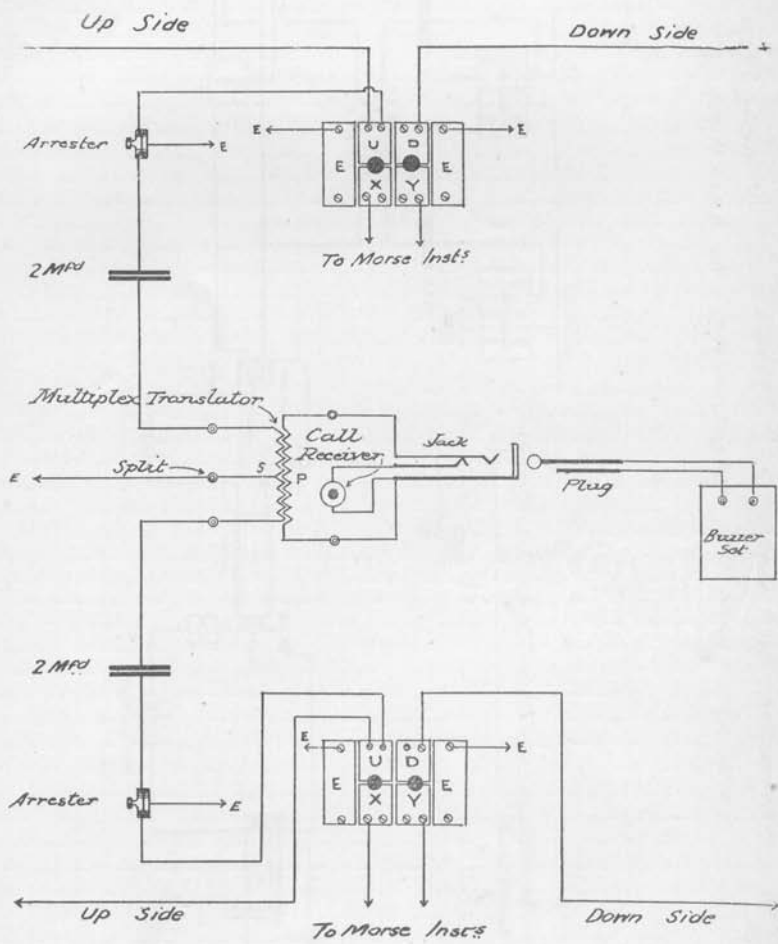 Up Side
Down Side
Arrester
E
E
U D
E
E
E
X Y
To Morse Insts
2 Mfd
Multiplex Translator
Call
Receiver
Jack
Split
E
S
P
Plug
Buzzer
Set
2 Mfd
E
U D
E
E
E
X Y
Arrester
E
Up Side
To Morse Insts
Down Side